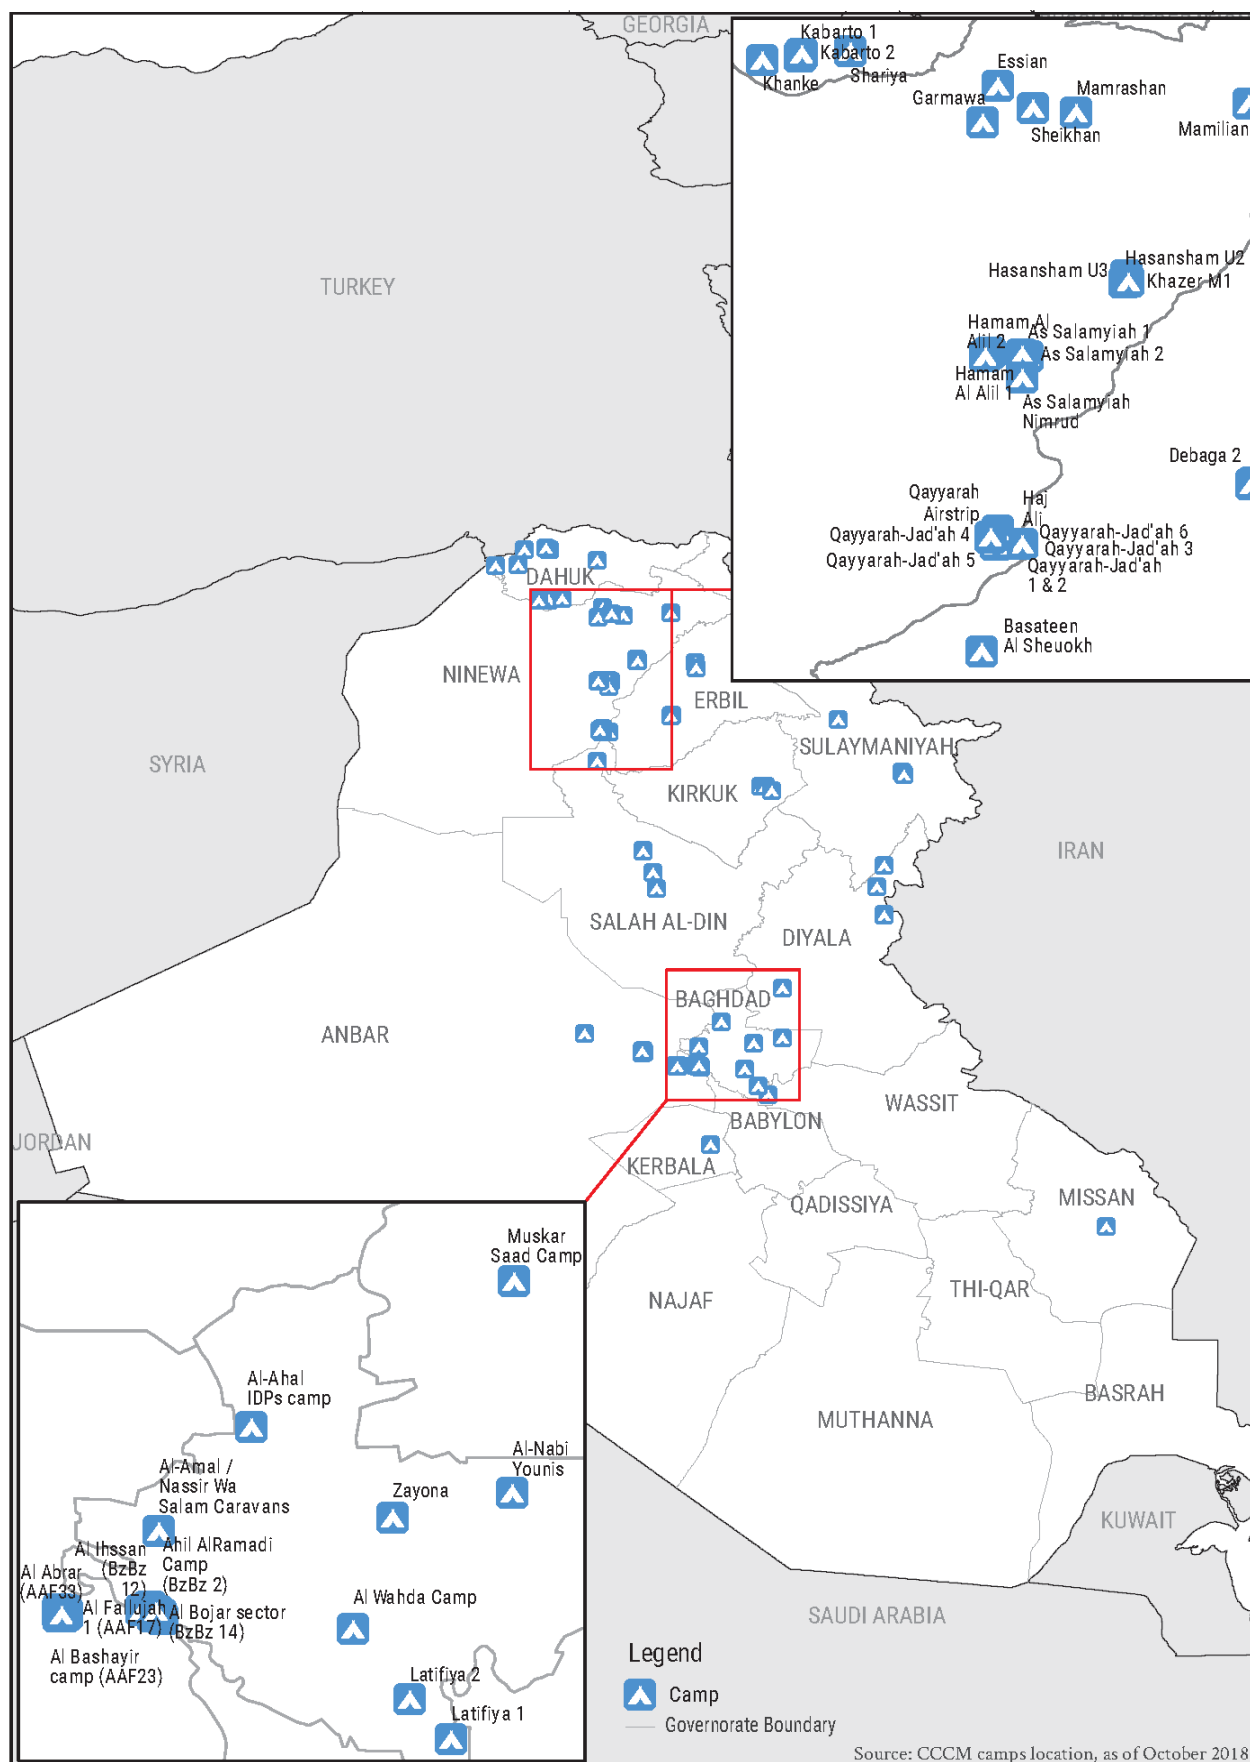 GEORGIA
TURKEY
SYRIA
IRAN
JORDAN
KUWAIT
SAUDI ARABIA
DAHUK
NINEWA
ERBIL
SULAYMANIYAH
KIRKUK
SALAH AL-DIN
DIYALA
BAGHDAD
ANBAR
WASSIT
BABYLON
KERBALA
QADISSIYA
MISSAN
NAJAF
THI-QAR
BASRAH
MUTHANNA
Kabarto 1
Kabarto 2
Khanke
Shariya
Essian
Garmawa
Mamrashan
Sheikhan
Mamilian
Hasansham U2
Hasansham U3
Khazer M1
Hamam Al
Alil 2
As Salamyiah 1
As Salamyiah 2
Hamam
Al Alil 1
As Salamyiah
Nimrud
Debaga 2
Qayyarah
Airstrip
Haj
Ali
Qayyarah-Jad'ah 4
Qayyarah-Jad'ah 6
Qayyarah-Jad'ah 5
Qayyarah-Jad'ah 3
Qayyarah-Jad'ah
1 & 2
Basateen
Al Sheuokh
Muskar
Saad Camp
Al-Ahal
IDPs camp
Al-Amal /
Nassir Wa
Salam Caravans
Zayona
Al-Nabi
Younis
Al Ihssan
(BzBz
12)
Ahil AlRamadi
Camp
(BzBz 2)
Al Abrar
(AAF33)
Al Fallujah
1 (AAF17)
Al Bojar sector
(BzBz 14)
Al Bashayir
camp (AAF23)
Al Wahda Camp
Latifiya 2
Latifiya 1
Legend
Camp
Governorate Boundary
Source: CCCM camps location, as of October 2018